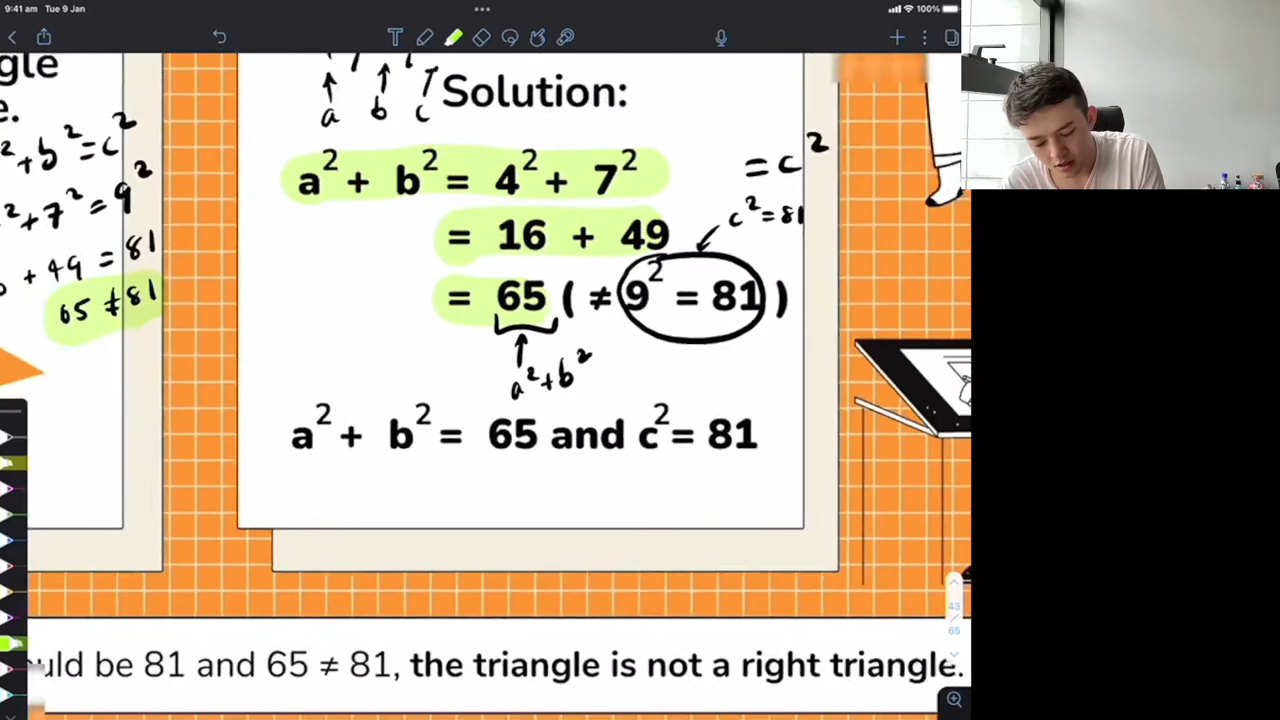 9:41 am Tue 9 Jan
100%
gle
e.
² + b² = c²
² + 7² = 9²
+ 49 = 81
65 ≠ 81
a b c
Solution:
a² + b² = 4² + 7²
= c²
= 16 + 49
c² = 81
= 65 ( ≠ 9² = 81 )
a² + b²
a² + b² = 65 and c² = 81
43
65
uld be 81 and 65 ≠ 81, the triangle is not a right triangle.